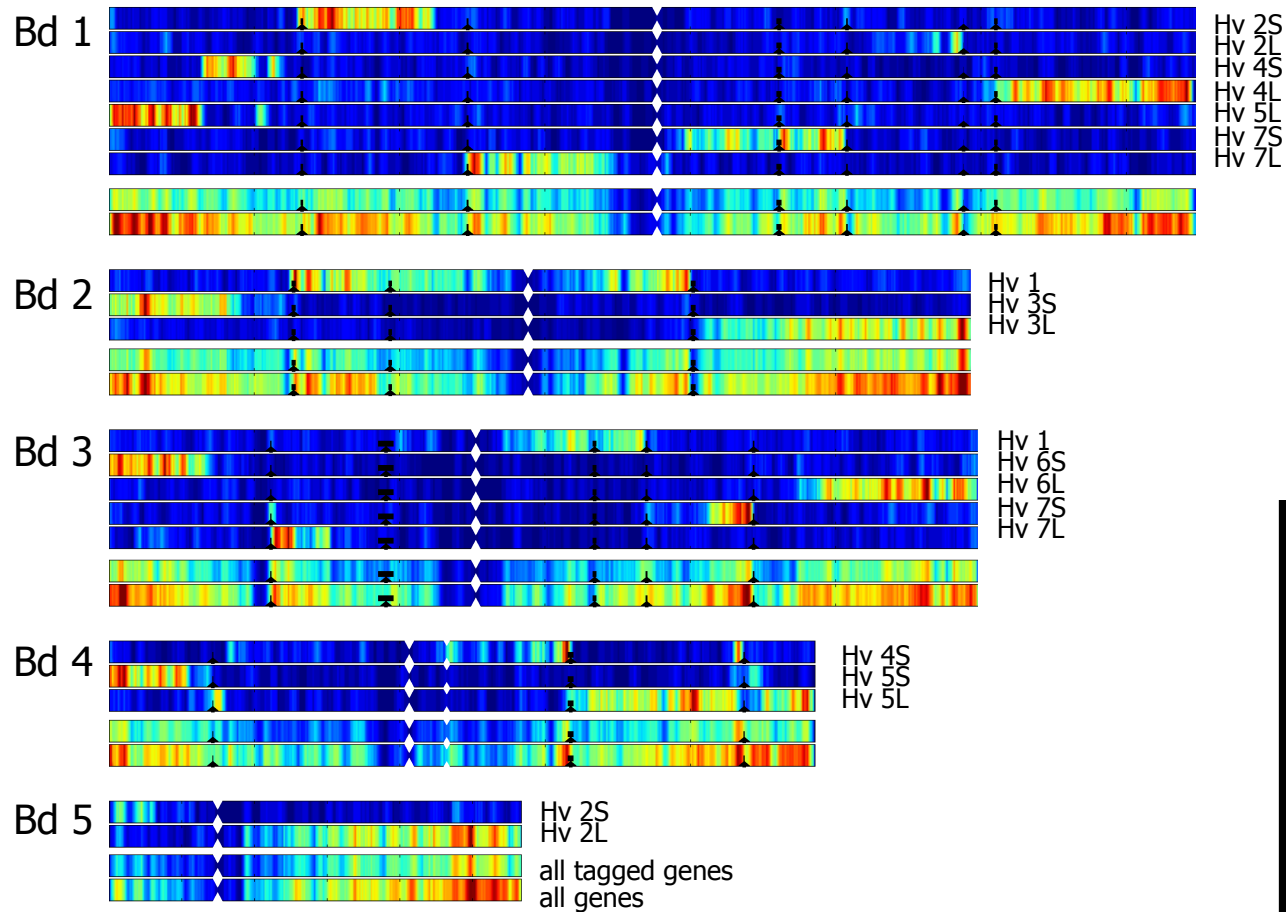 Bd 1
Hv 2S
Hv 2L
Hv 4S
Hv 4L
Hv 5L
Hv 7S
Hv 7L
Bd 2
Hv 1
Hv 3S
Hv 3L
Bd 3
Hv 1
Hv 6S
Hv 6L
Hv 7S
Hv 7L
Bd 4
Hv 4S
Hv 5S
Hv 5L
Bd 5
Hv 2S
Hv 2L
all tagged genes
all genes